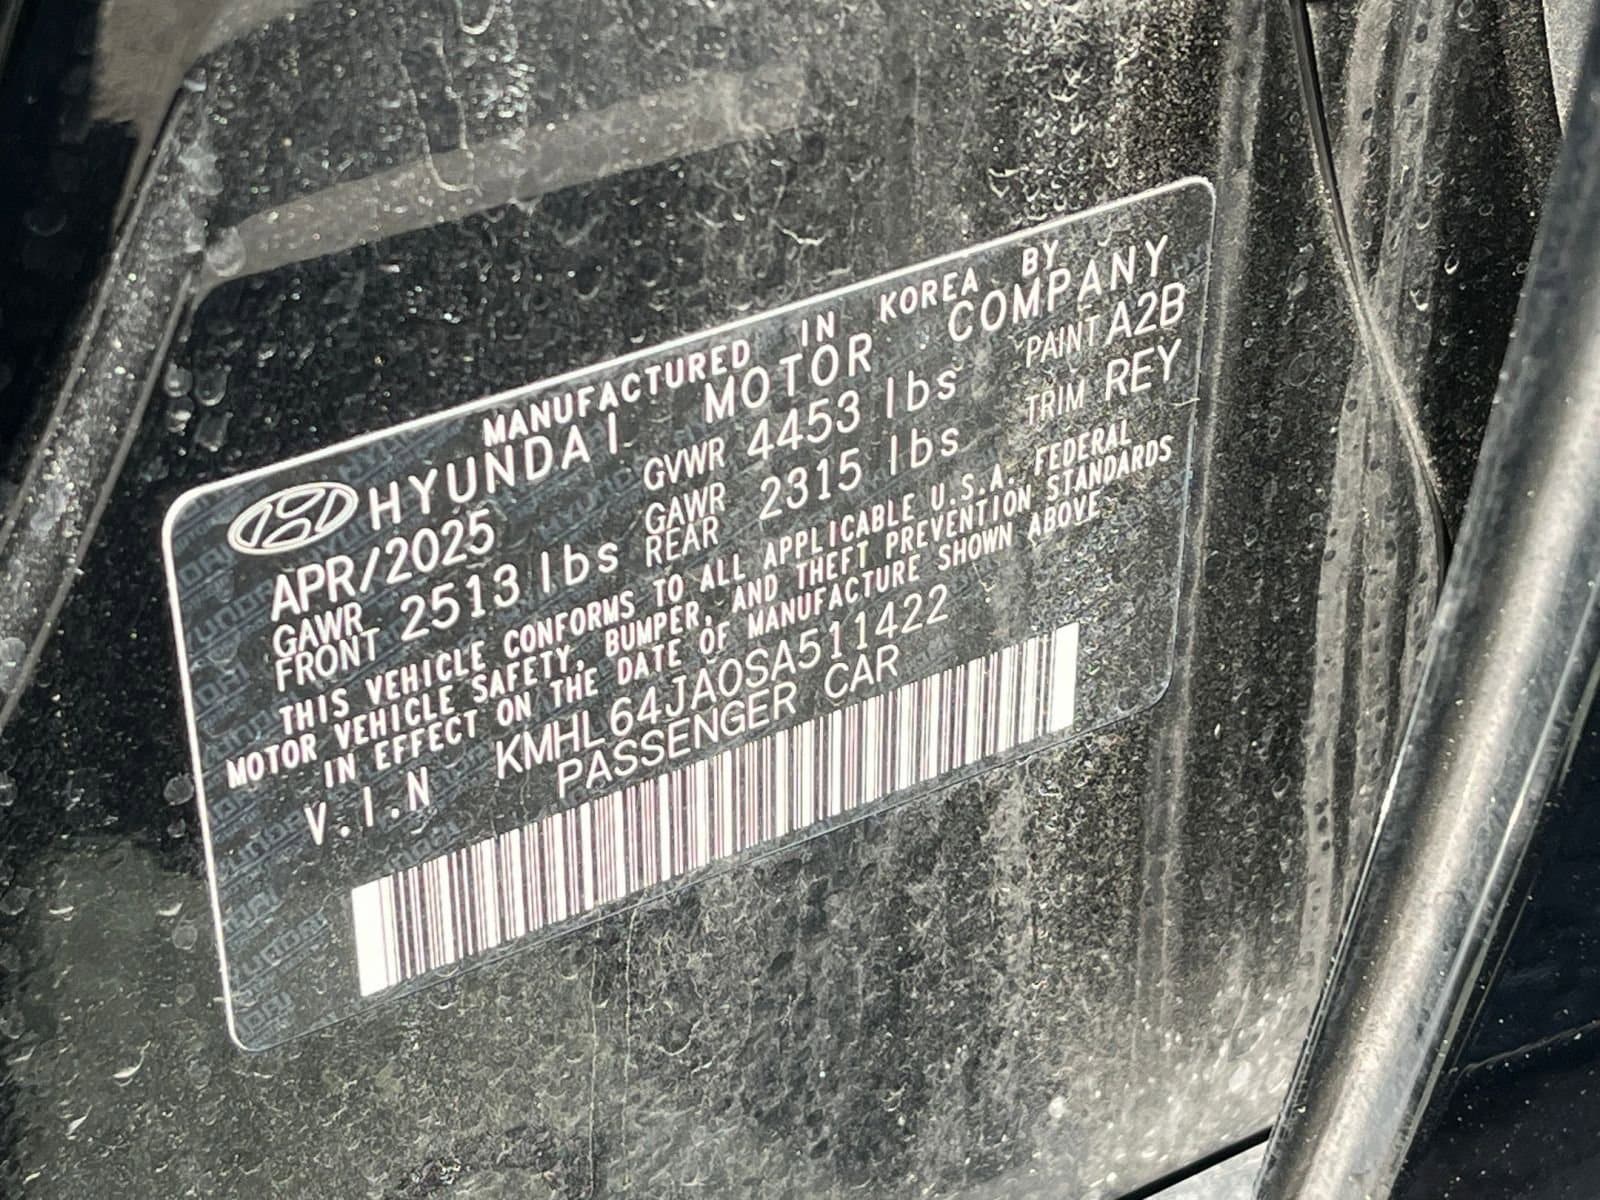 MANUFACTURED IN KOREA BY
HYUNDAI MOTOR COMPANY
APR/2025 GVWR 4453 lbs PAINT A2B
GAWR FRONT 2513 lbs GAWR REAR 2315 lbs TRIM REY
THIS VEHICLE CONFORMS TO ALL APPLICABLE U.S.A. FEDERAL
MOTOR VEHICLE SAFETY, BUMPER, AND THEFT PREVENTION STANDARDS
IN EFFECT ON THE DATE OF MANUFACTURE SHOWN ABOVE
V.I.N KMHL64JA0SA511422
PASSENGER CAR